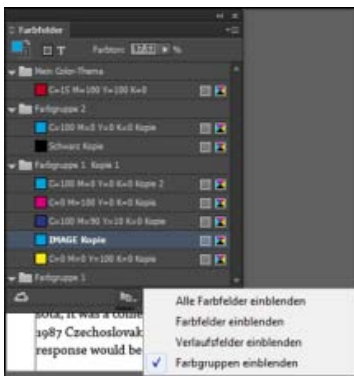 Farbfelder
Farbton: %
Mein Color-Thema
C=15 M=100 Y=100 K=0
Farbgruppe 2
C=100 M=0 Y=0 K=0 Kopie
Schwarz Kopie
Farbgruppe 1 Kopie 1
C=100 M=0 Y=0 K=0 Kopie 2
C=0 M=100 Y=0 K=0 Kopie
C=100 M=90 Y=10 K=0 Kopie
IMAGE Kopie
C=0 M=0 Y=100 K=0 Kopie
Farbgruppe 1
Alle Farbfelder einblenden
Farbfelder einblenden
Verlaufsfelder einblenden
Farbgruppen einblenden
it was a
1987 Czechoslovak
response would be